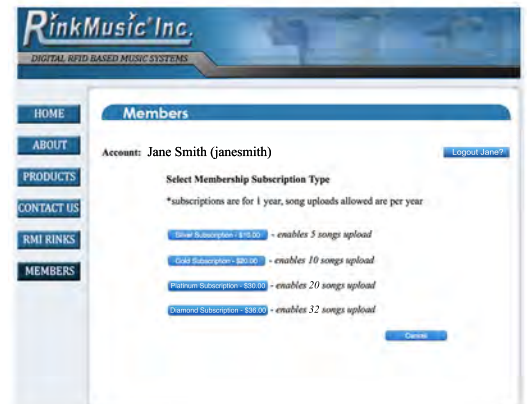 RinkMusic Inc.
DIGITAL RFID BASED MUSIC SYSTEMS
HOME
Members
ABOUT
Account: Jane Smith (janesmith)
Logout Jane?
PRODUCTS
Select Membership Subscription Type
CONTACT US
*subscriptions are for 1 year, song uploads allowed are per year
RMI RINKS
Silver Subscription - $10.00 - enables 5 songs upload
MEMBERS
Gold Subscription - $20.00 - enables 10 songs upload
Platinum Subscription - $30.00 - enables 20 songs upload
Diamond Subscription - $36.00 - enables 32 songs upload
Cancel